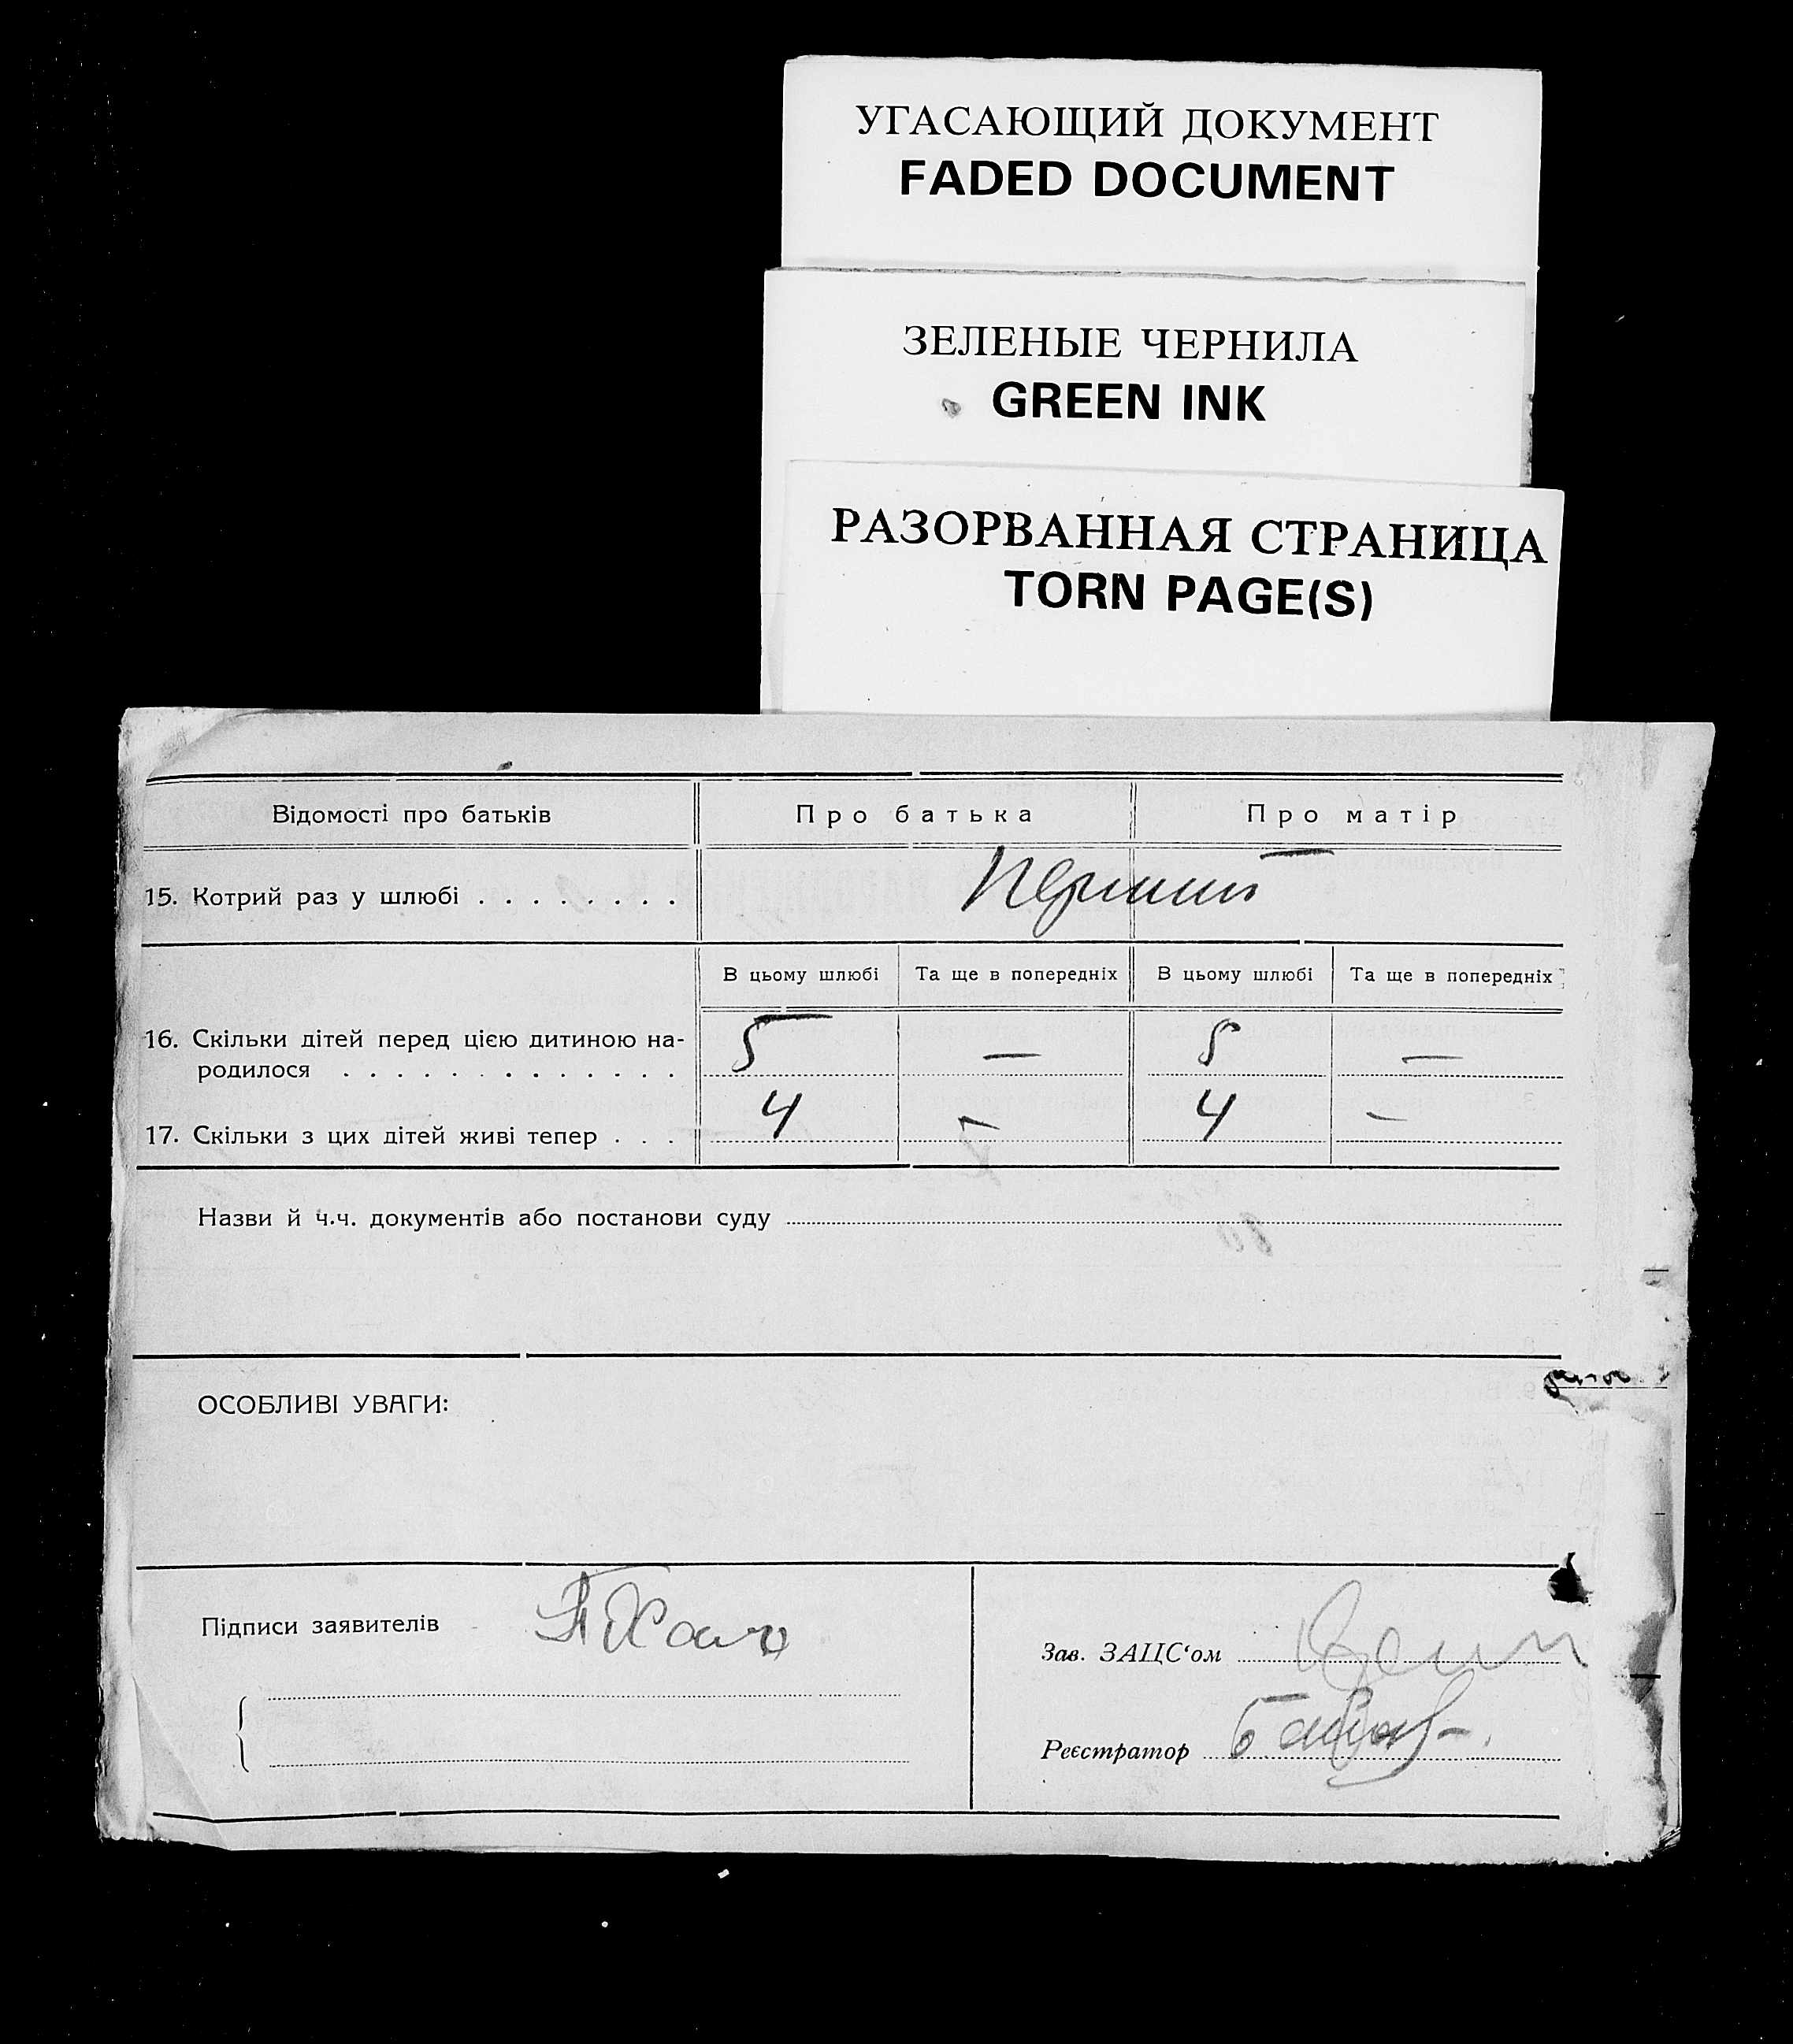 УГАСАЮЩИЙ ДОКУМЕНТ
FADED DOCUMENT
ЗЕЛЕНЫЕ ЧЕРНИЛА
GREEN INK
РАЗОРВАННАЯ СТРАНИЦА
TORN PAGE(S)
Відомості про батьків Про батька Про матір
15. Котрий раз у шлюбі . . . . . . . .
В цьому шлюбі Та ще в попередніх В цьому шлюбі Та ще в попередніх
16. Скільки дітей перед цією дитиною на-
родилося . . . . . . . . . . . . . 5 — 5 —
17. Скільки з цих дітей живі тепер . . . 4 — 4 —
Назви й ч.ч. документів або постанови суду
ОСОБЛИВІ УВАГИ:
Підписи заявителів
Зав. ЗАЦС‘ом
Реєстратор